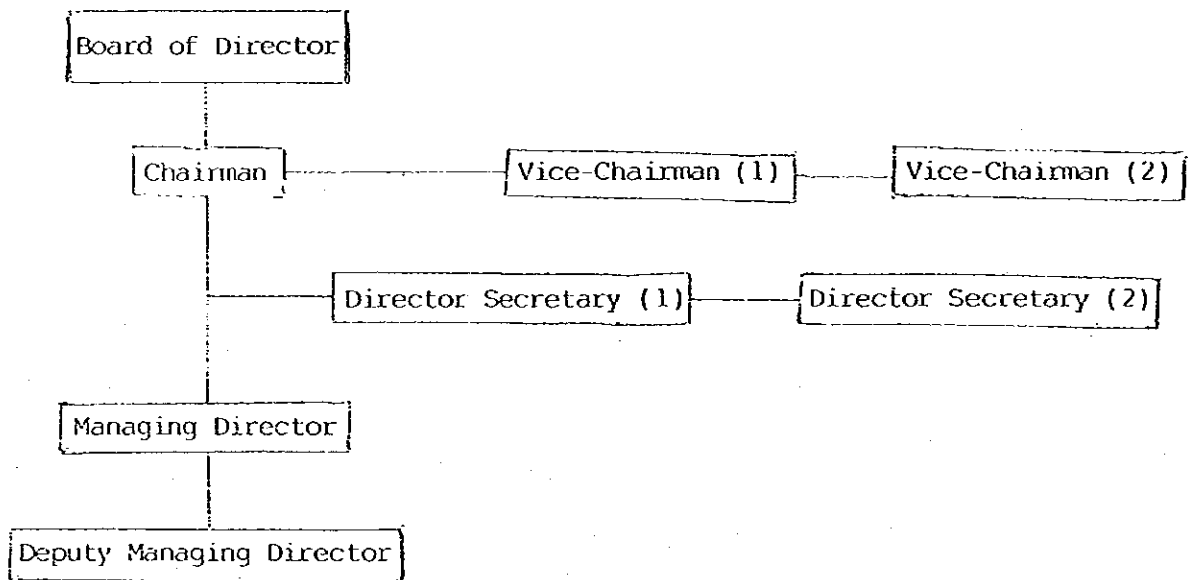 Board of Director
Chairman
Vice-Chairman (1)
Vice-Chairman (2)
Director Secretary (1)
Director Secretary (2)
Managing Director
Deputy Managing Director